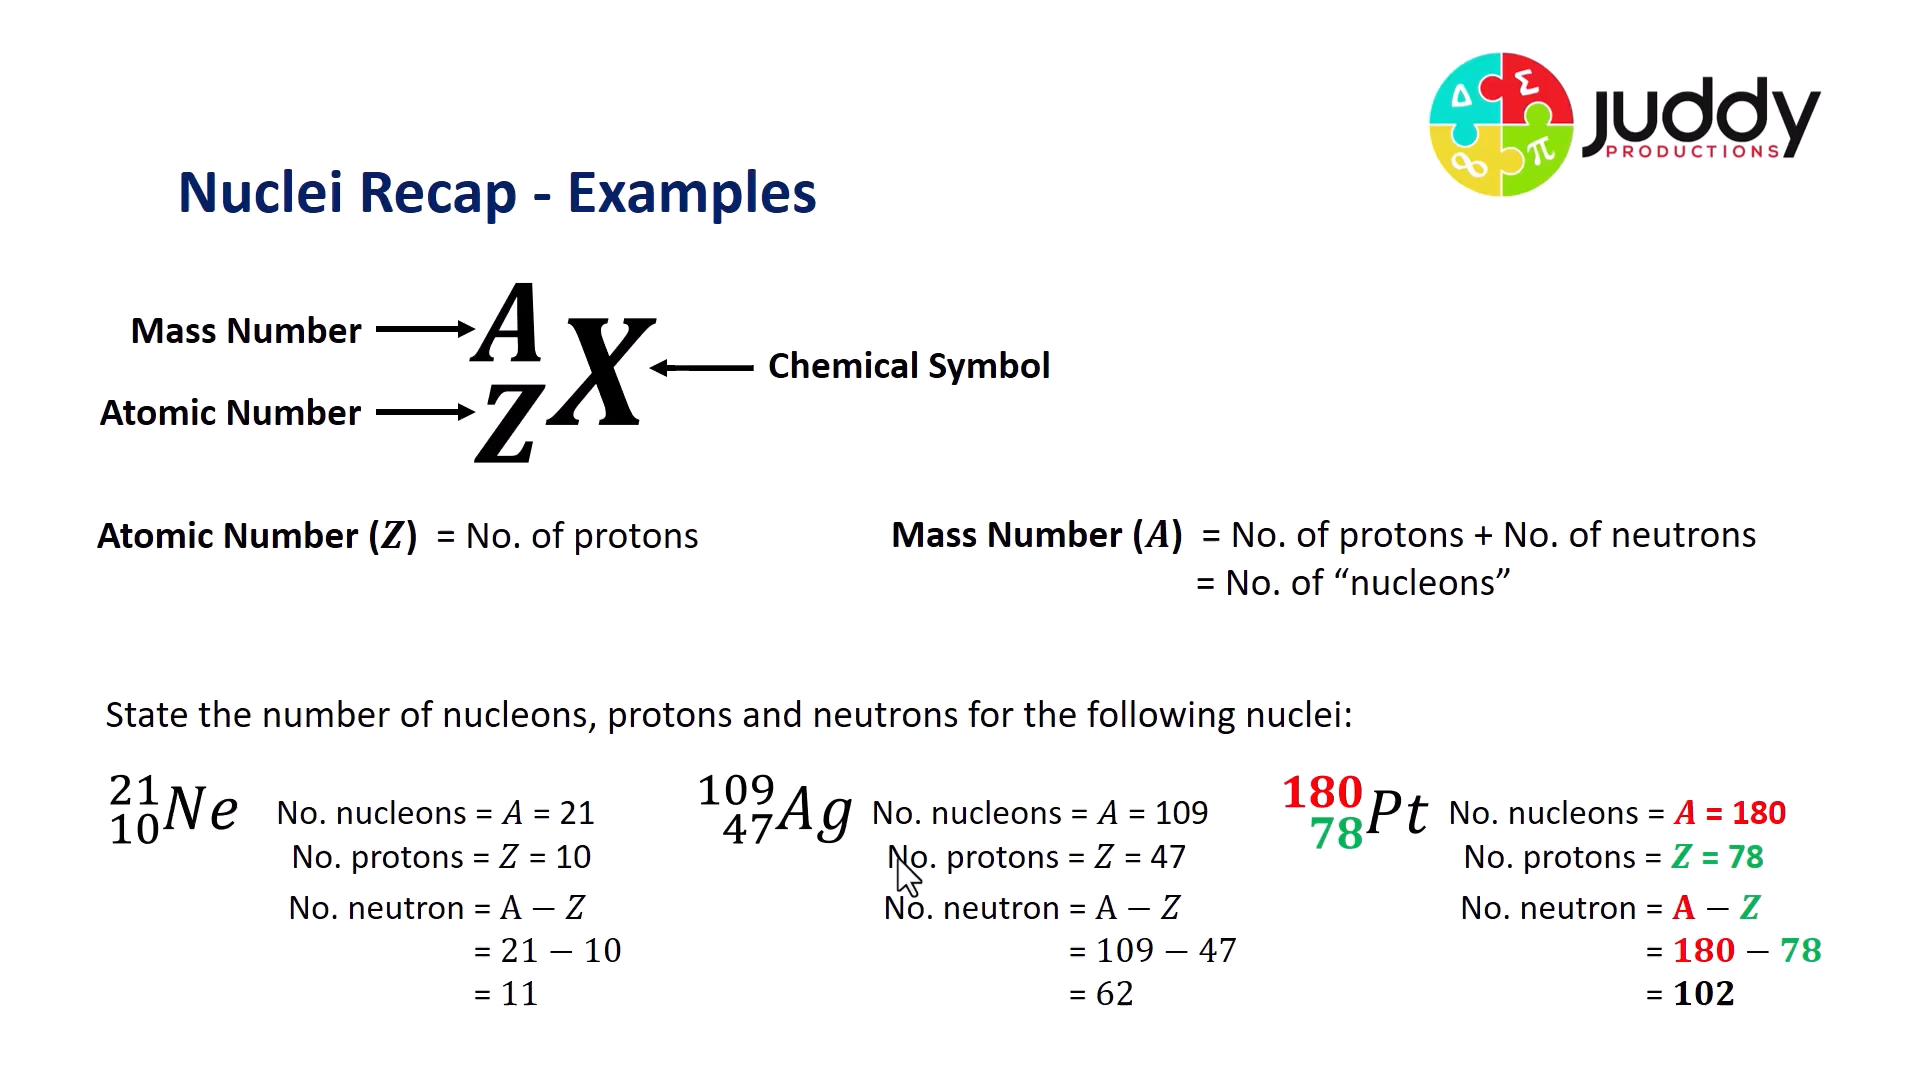 Δ Σ
∞ π
juddy
PRODUCTIONS
Nuclei Recap - Examples
Mass Number
A
X
Z
Atomic Number
Chemical Symbol
Atomic Number (Z) = No. of protons
Mass Number (A) = No. of protons + No. of neutrons
= No. of “nucleons”
State the number of nucleons, protons and neutrons for the following nuclei:
21
10 Ne
No. nucleons = A = 21
No. protons = Z = 10
No. neutron = A − Z
= 21 − 10
= 11
109
47 Ag
No. nucleons = A = 109
No. protons = Z = 47
No. neutron = A − Z
= 109 − 47
= 62
180
78 Pt
No. nucleons = A = 180
No. protons = Z = 78
No. neutron = A − Z
= 180 − 78
= 102